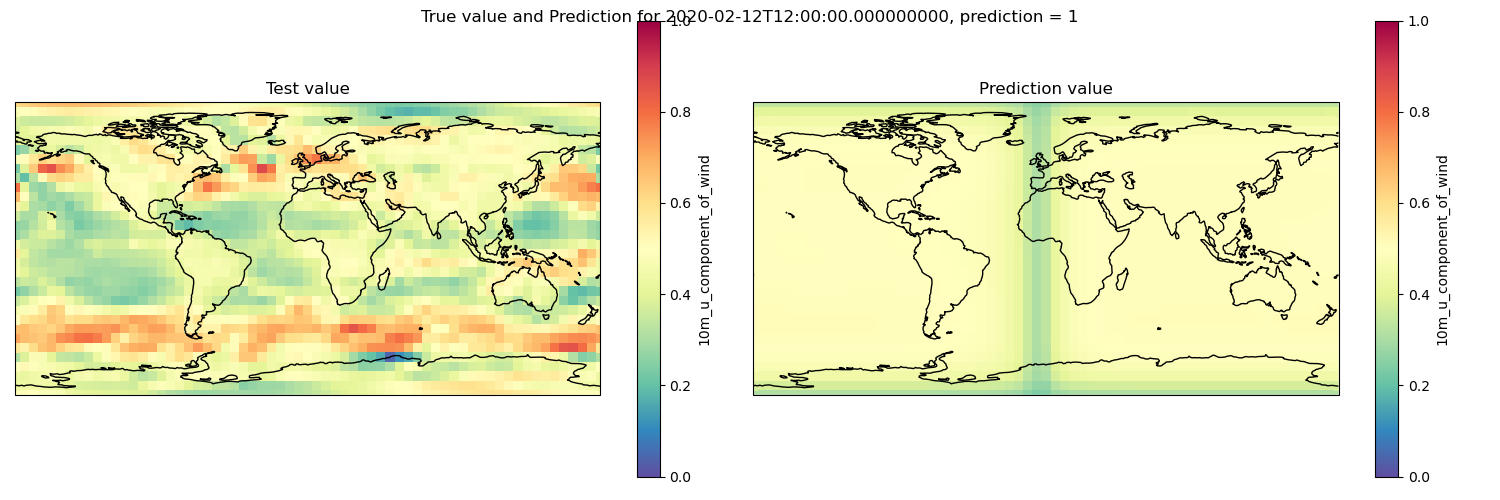 True value and Prediction for 2020-02-12T12:00:00.000000000, prediction = 1
Test value
1.0
0.8
0.6
0.4
0.2
0.0
10m_u_component_of_wind
Prediction value
1.0
0.8
0.6
0.4
0.2
0.0
10m_u_component_of_wind